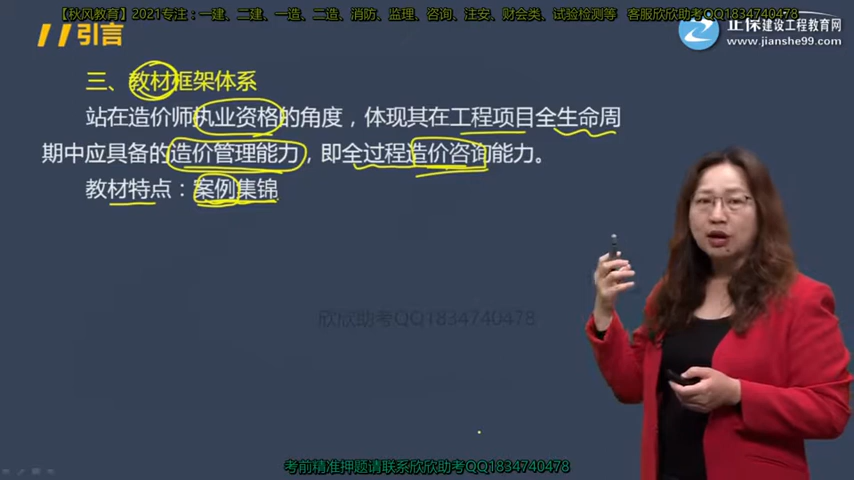 【秋风教育】2021专注：一建、二建、一造、二造、消防、监理、咨询、注安、财会类、试验检测等 客服欣欣助考QQ1834740478
引言
正保建设工程教育网
www.jianshe99.com
三、教材框架体系
站在造价师执业资格的角度，体现其在工程项目全生命周
期中应具备的造价管理能力，即全过程造价咨询能力。
教材特点：案例集锦
欣欣助考QQ1834740478
考前精准押题请联系欣欣助考QQ1834740478